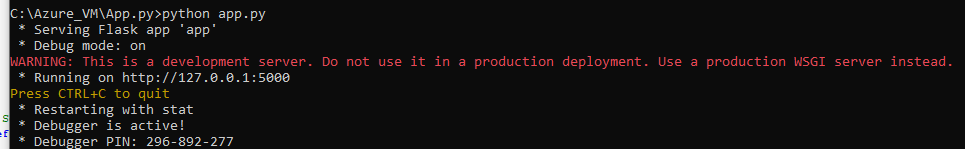 C:\Azure_VM\App.py>python app.py
 * Serving Flask app 'app'
 * Debug mode: on
WARNING: This is a development server. Do not use it in a production deployment. Use a production WSGI server instead.
 * Running on http://127.0.0.1:5000
Press CTRL+C to quit
 * Restarting with stat
 * Debugger is active!
 * Debugger PIN: 296-892-277